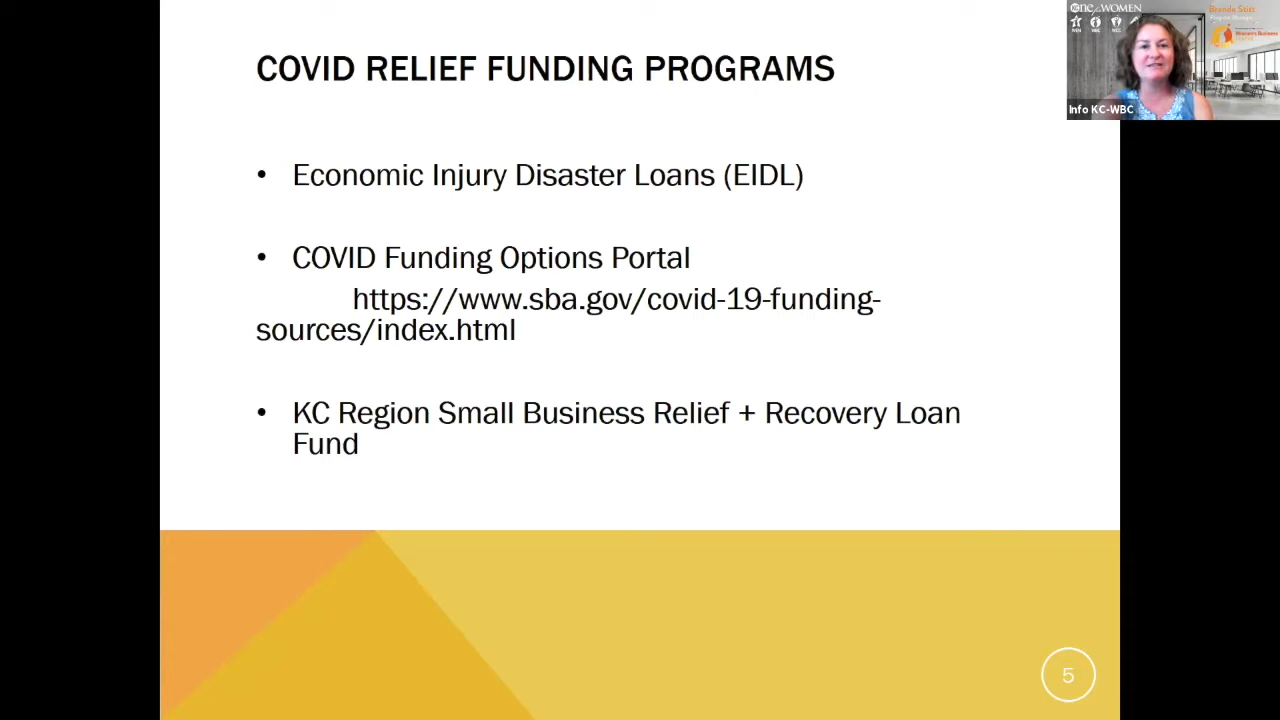 COVID RELIEF FUNDING PROGRAMS
• Economic Injury Disaster Loans (EIDL)
• COVID Funding Options Portal
https://www.sba.gov/covid-19-funding-
sources/index.html
• KC Region Small Business Relief + Recovery Loan
Fund
5
WOMEN
Info KC-WBC